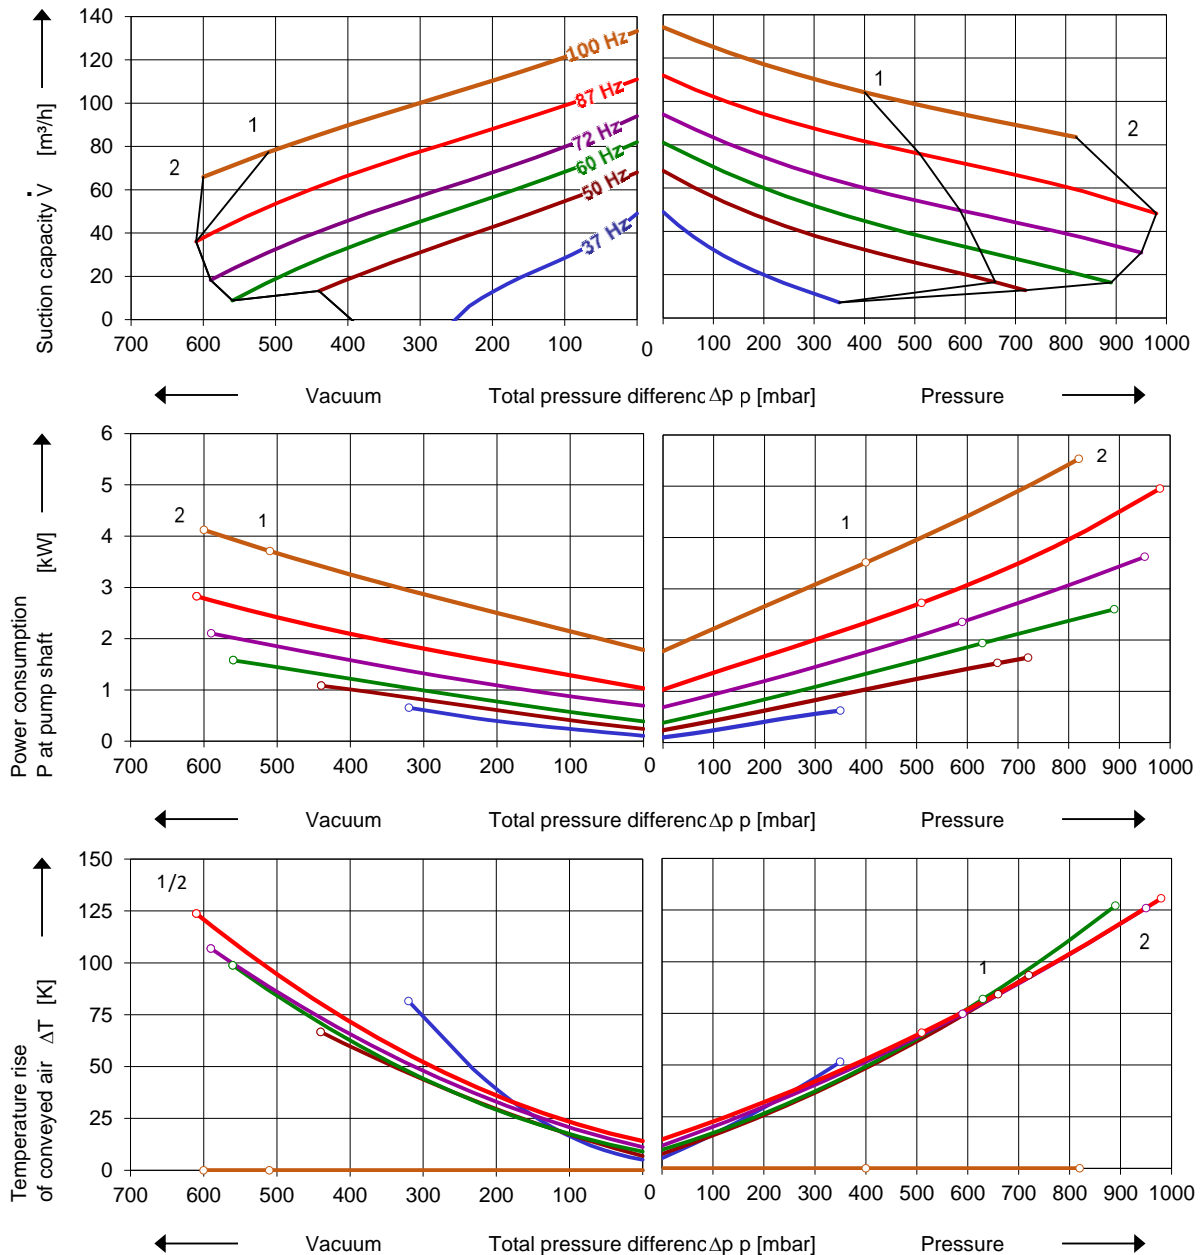 Suction capacity V̇ [m³/h]
140
120
100
80
60
40
20
0
1
2
100 Hz
87 Hz
72 Hz
60 Hz
50 Hz
37 Hz
1
2
700 600 500 400 300 200 100 0 100 200 300 400 500 600 700 800 900 1000
Vacuum Total pressure differenc Δp p [mbar] Pressure
Power consumption
P at pump shaft [kW]
6
5
4
3
2
1
0
2 1
1
2
700 600 500 400 300 200 100 0 100 200 300 400 500 600 700 800 900 1000
Vacuum Total pressure differenc Δp p [mbar] Pressure
Temperature rise
of conveyed air ΔT [K]
150
125
100
75
50
25
0
1/2
1
2
700 600 500 400 300 200 100 0 100 200 300 400 500 600 700 800 900 1000
Vacuum Total pressure differenc Δp p [mbar] Pressure